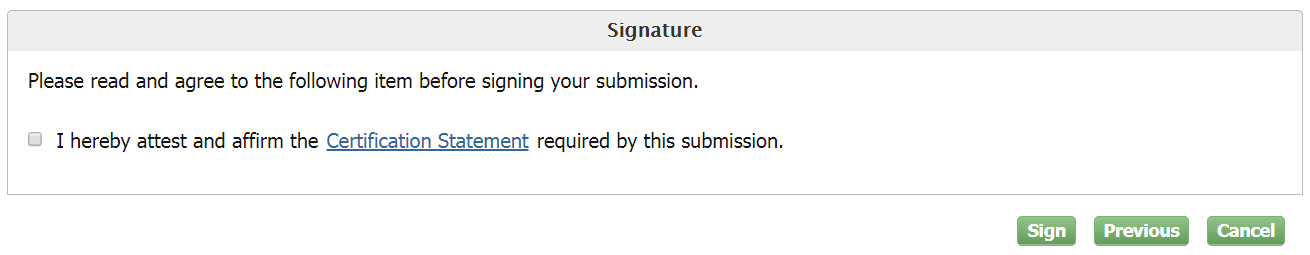 Signature
Please read and agree to the following item before signing your submission.
I hereby attest and affirm the Certification Statement required by this submission.
Sign Previous Cancel